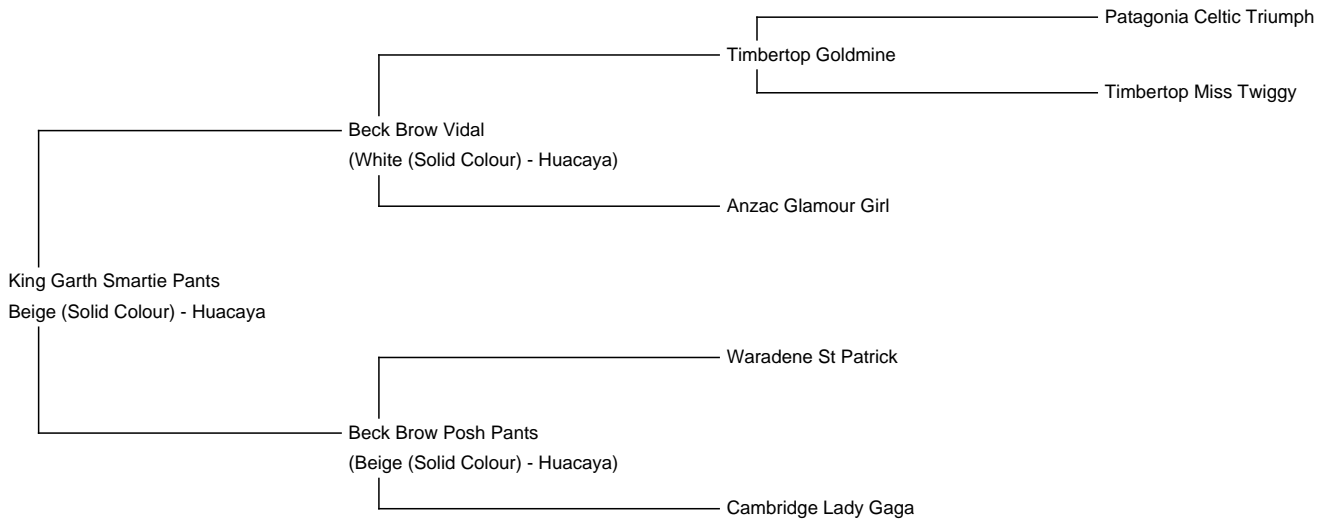 Patagonia Celtic Triumph
Timbertop Goldmine
Timbertop Miss Twiggy
Beck Brow Vidal
(White (Solid Colour) - Huacaya)
Anzac Glamour Girl
King Garth Smartie Pants
Beige (Solid Colour) - Huacaya
Waradene St Patrick
Beck Brow Posh Pants
(Beige (Solid Colour) - Huacaya)
Cambridge Lady Gaga